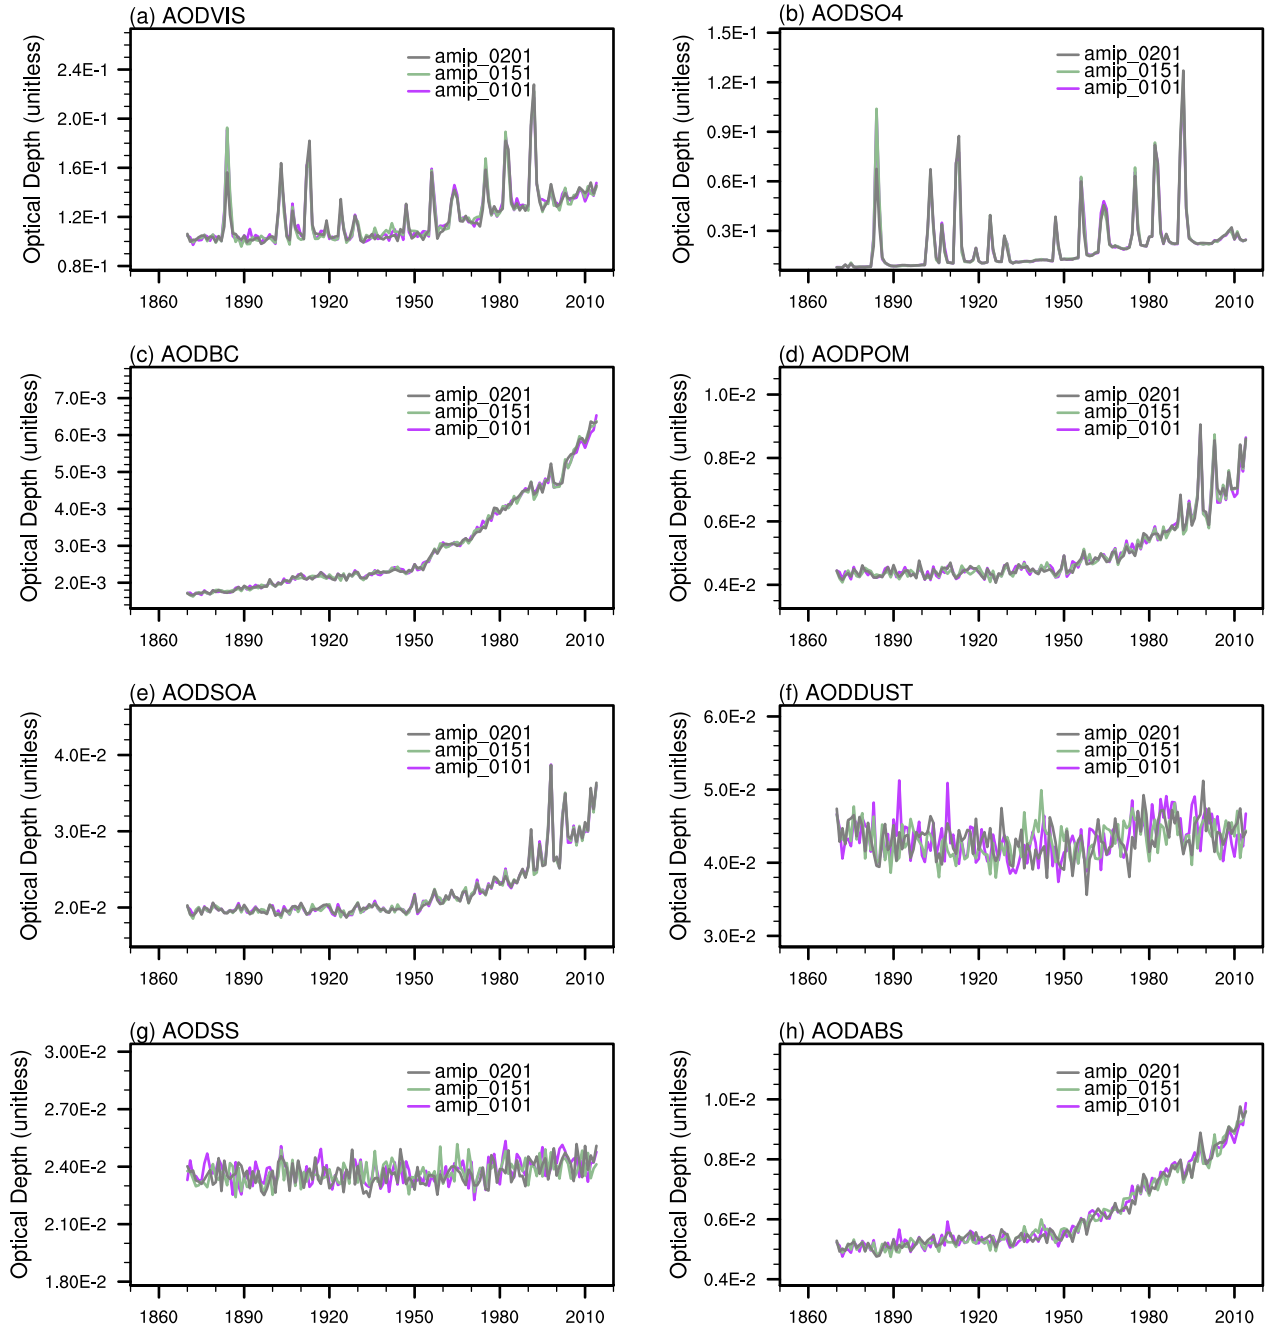 (a) AODVIS
Optical Depth (unitless)
2.4E-1
2.0E-1
1.6E-1
1.2E-1
0.8E-1
amip_0201
amip_0151
amip_0101
1860 1890 1920 1950 1980 2010
(b) AODSO4
Optical Depth (unitless)
1.5E-1
1.2E-1
0.9E-1
0.6E-1
0.3E-1
amip_0201
amip_0151
amip_0101
1860 1890 1920 1950 1980 2010
(c) AODBC
Optical Depth (unitless)
7.0E-3
6.0E-3
5.0E-3
4.0E-3
3.0E-3
2.0E-3
amip_0201
amip_0151
amip_0101
1860 1890 1920 1950 1980 2010
(d) AODPOM
Optical Depth (unitless)
1.0E-2
0.8E-2
0.6E-2
0.4E-2
amip_0201
amip_0151
amip_0101
1860 1890 1920 1950 1980 2010
(e) AODSOA
Optical Depth (unitless)
4.0E-2
3.0E-2
2.0E-2
amip_0201
amip_0151
amip_0101
1860 1890 1920 1950 1980 2010
(f) AODDUST
Optical Depth (unitless)
6.0E-2
5.0E-2
4.0E-2
3.0E-2
amip_0201
amip_0151
amip_0101
1860 1890 1920 1950 1980 2010
(g) AODSS
Optical Depth (unitless)
3.00E-2
2.70E-2
2.40E-2
2.10E-2
1.80E-2
amip_0201
amip_0151
amip_0101
1860 1890 1920 1950 1980 2010
(h) AODABS
Optical Depth (unitless)
1.0E-2
0.8E-2
0.6E-2
0.4E-2
amip_0201
amip_0151
amip_0101
1860 1890 1920 1950 1980 2010